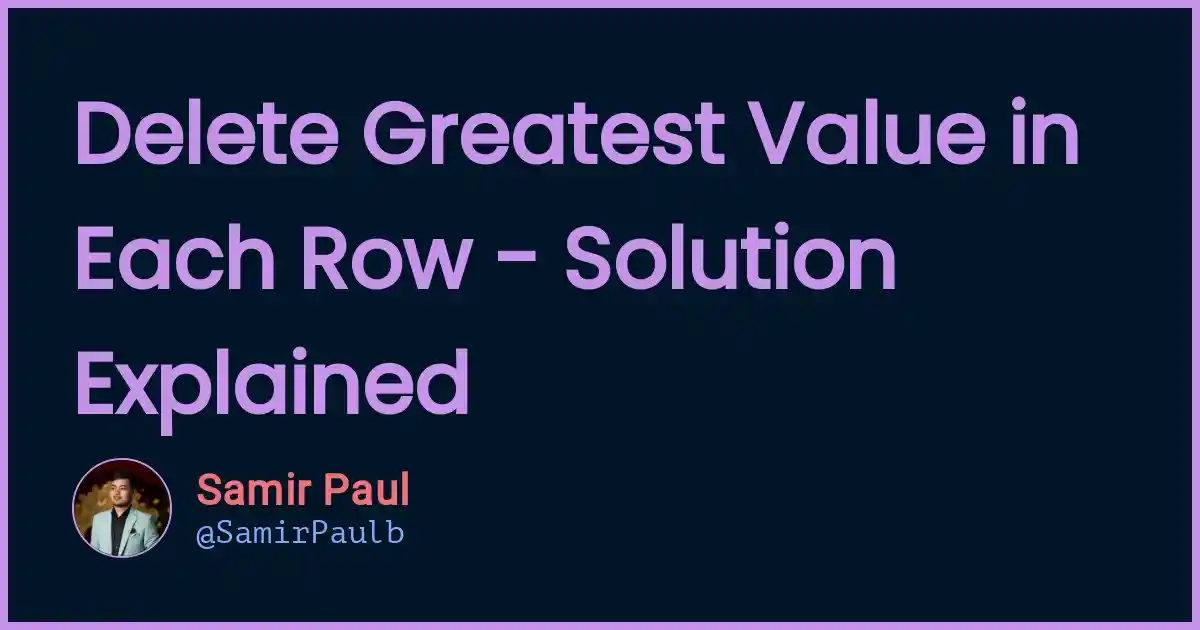 Delete Greatest Value in
Each Row - Solution
Explained
Samir Paul
@SamirPaulb